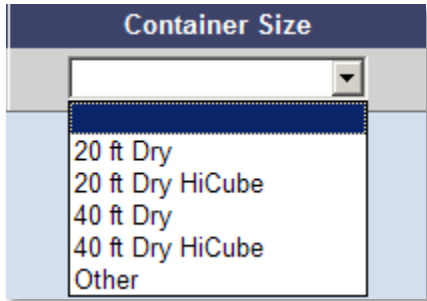 Container Size
20 ft Dry
20 ft Dry HiCube
40 ft Dry
40 ft Dry HiCube
Other